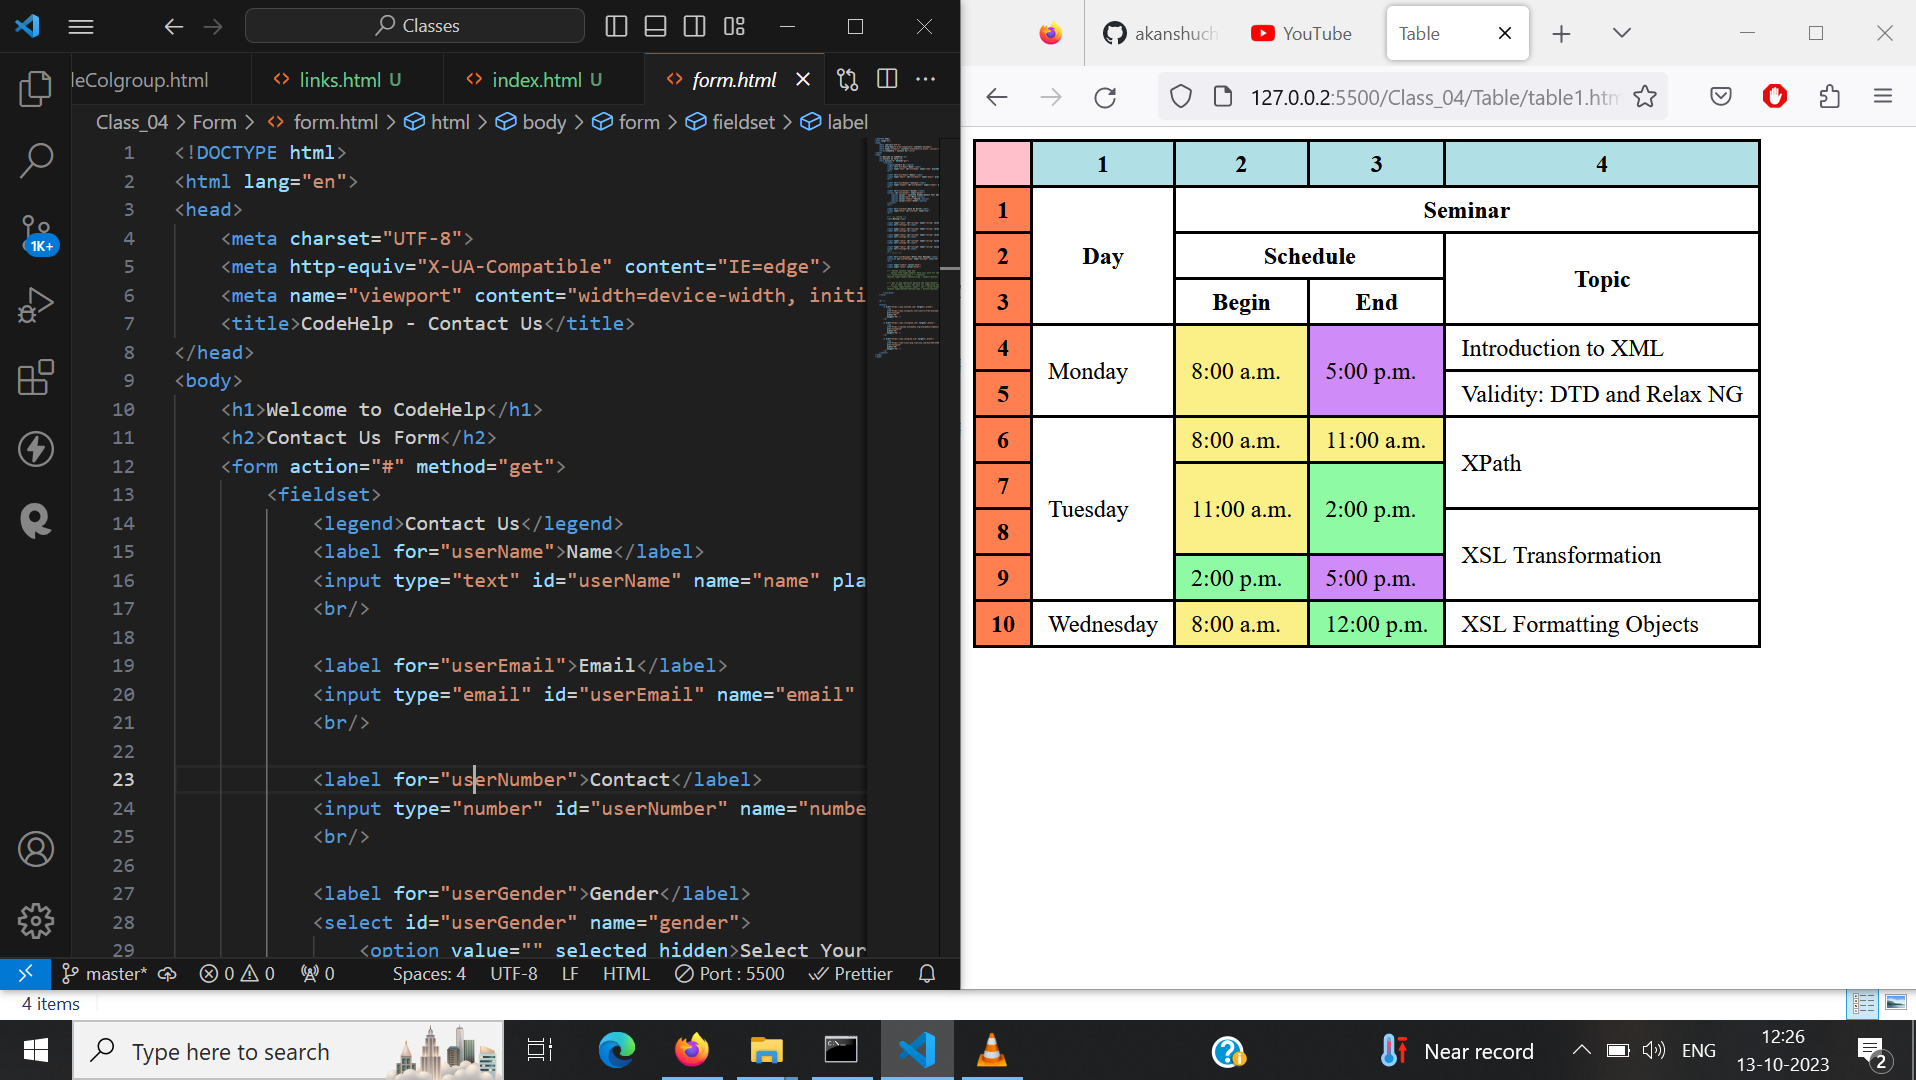 Classes
leColgroup.html
links.html U
index.html U
form.html
Class_04 > Form > form.html > html > body > form > fieldset > label
1 <!DOCTYPE html>
2 <html lang="en">
3 <head>
4 <meta charset="UTF-8">
5 <meta http-equiv="X-UA-Compatible" content="IE=edge">
6 <meta name="viewport" content="width=device-width, initi
7 <title>CodeHelp - Contact Us</title>
8 </head>
9 <body>
10 <h1>Welcome to CodeHelp</h1>
11 <h2>Contact Us Form</h2>
12 <form action="#" method="get">
13 <fieldset>
14 <legend>Contact Us</legend>
15 <label for="userName">Name</label>
16 <input type="text" id="userName" name="name" pla
17 <br/>
18
19 <label for="userEmail">Email</label>
20 <input type="email" id="userEmail" name="email"
21 <br/>
22
23 <label for="userNumber">Contact</label>
24 <input type="number" id="userNumber" name="numbe
25 <br/>
26
27 <label for="userGender">Gender</label>
28 <select id="userGender" name="gender">
29 <option value="" selected hidden>Select Your
1K+
master* 0 0 0 Spaces: 4 UTF-8 LF HTML Port : 5500 Prettier
akanshuch
YouTube
Table
127.0.0.2:5500/Class_04/Table/table1.htm
1 2 3 4
1 Day Seminar
2 Schedule Topic
3 Begin End
4 Monday 8:00 a.m. 5:00 p.m. Introduction to XML
5 Validity: DTD and Relax NG
6 Tuesday 8:00 a.m. 11:00 a.m. XPath
7 11:00 a.m. 2:00 p.m.
8 XSL Transformation
9 2:00 p.m. 5:00 p.m.
10 Wednesday 8:00 a.m. 12:00 p.m. XSL Formatting Objects
4 items
Type here to search
Near record
ENG
12:26
13-10-2023
2